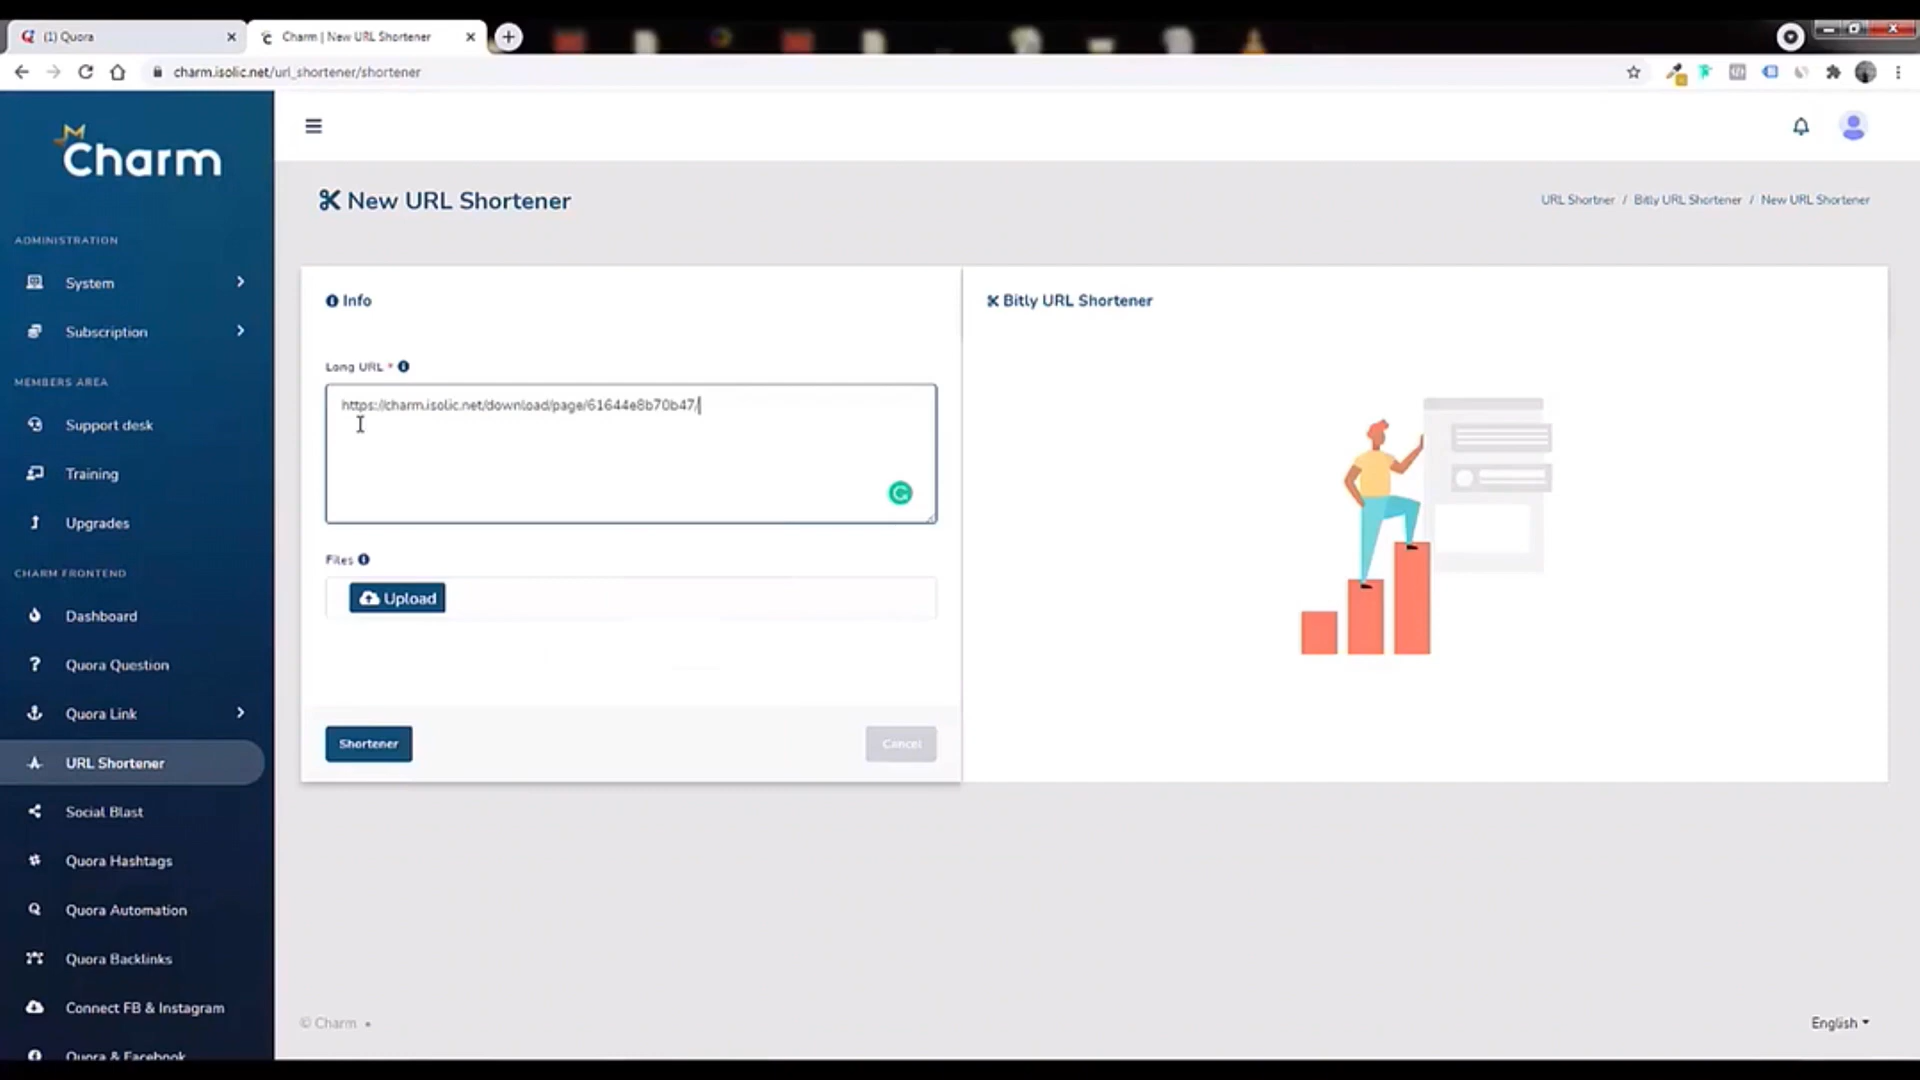 (1) Quora
Charm | New URL Shortener
charm.isolic.net/url_shortener/shortener
Charm
New URL Shortener
URL Shortner / Bitly URL Shortener / New URL Shortener
ADMINISTRATION
System
Subscription
MEMBERS AREA
Support desk
Training
Upgrades
CHARM FRONTEND
Dashboard
Quora Question
Quora Link
URL Shortener
Social Blast
Quora Hashtags
Quora Automation
Quora Backlinks
Connect FB & Instagram
Quora & Facebook
Info
Long URL *
https://charm.isolic.net/download/page/61644e8b70b47/
Files
Upload
Shortener
Cancel
Bitly URL Shortener
© Charm •
English